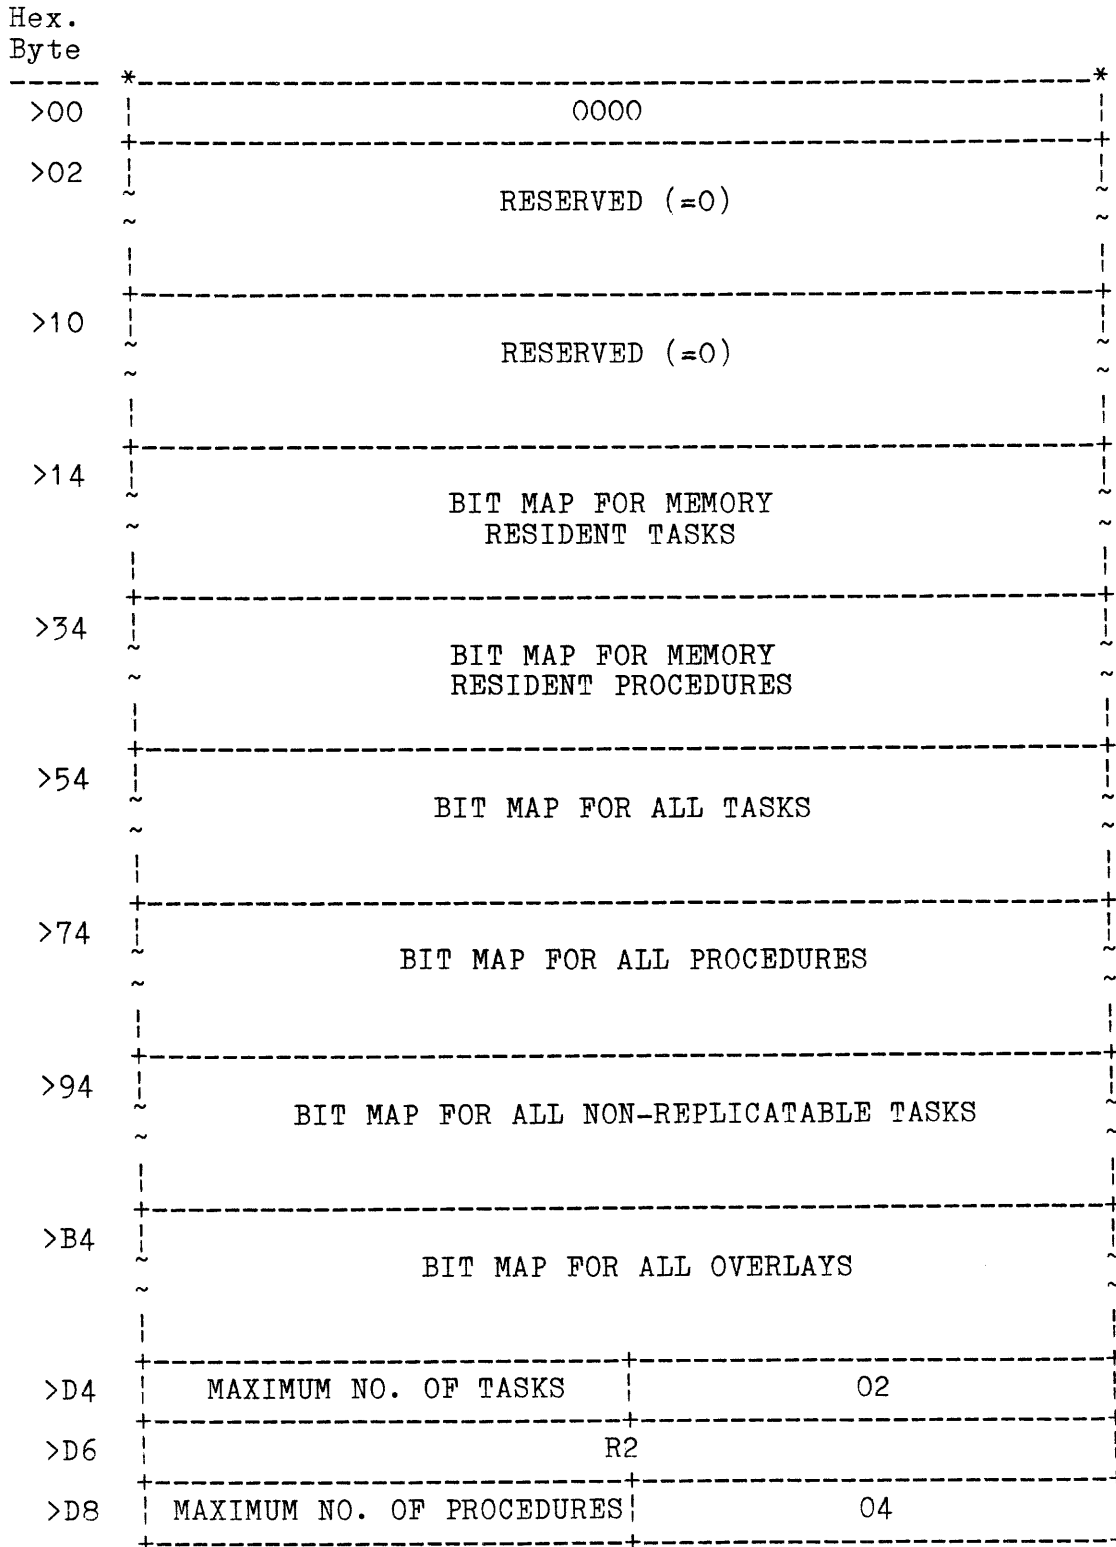 Hex.
Byte
>00 0000
>02
RESERVED (=0)
>10
RESERVED (=0)
>14
BIT MAP FOR MEMORY
RESIDENT TASKS
>34
BIT MAP FOR MEMORY
RESIDENT PROCEDURES
>54
BIT MAP FOR ALL TASKS
>74
BIT MAP FOR ALL PROCEDURES
>94
BIT MAP FOR ALL NON-REPLICATABLE TASKS
>B4
BIT MAP FOR ALL OVERLAYS
>D4 MAXIMUM NO. OF TASKS 02
>D6 R2
>D8 MAXIMUM NO. OF PROCEDURES 04